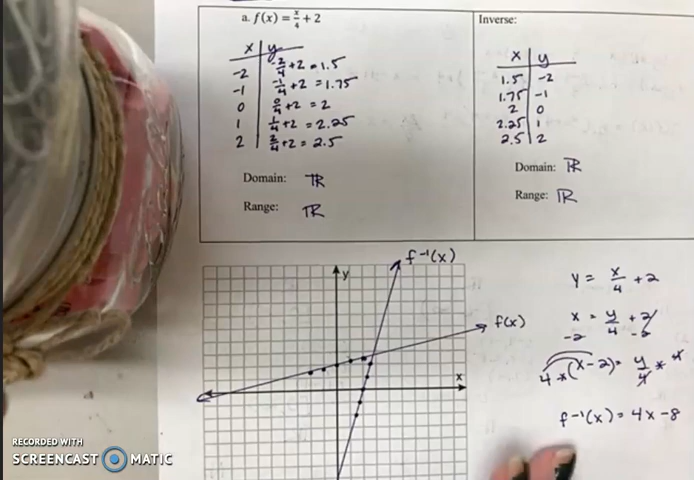 a. f(x) = x/4 + 2
x | y
-2 | -2/4 + 2 = 1.5
-1 | -1/4 + 2 = 1.75
0 | 0/4 + 2 = 2
1 | 1/4 + 2 = 2.25
2 | 2/4 + 2 = 2.5
Domain: ℝ
Range: ℝ
Inverse:
x | y
1.5 | -2
1.75 | -1
2 | 0
2.25 | 1
2.5 | 2
Domain: ℝ
Range: ℝ
f⁻¹(x)
y
f(x)
x
y = x/4 + 2
x = y/4 + 2
-2 -2
4*(x-2) = y/4 * 4
f⁻¹(x) = 4x - 8
RECORDED WITH
SCREENCAST MATIC